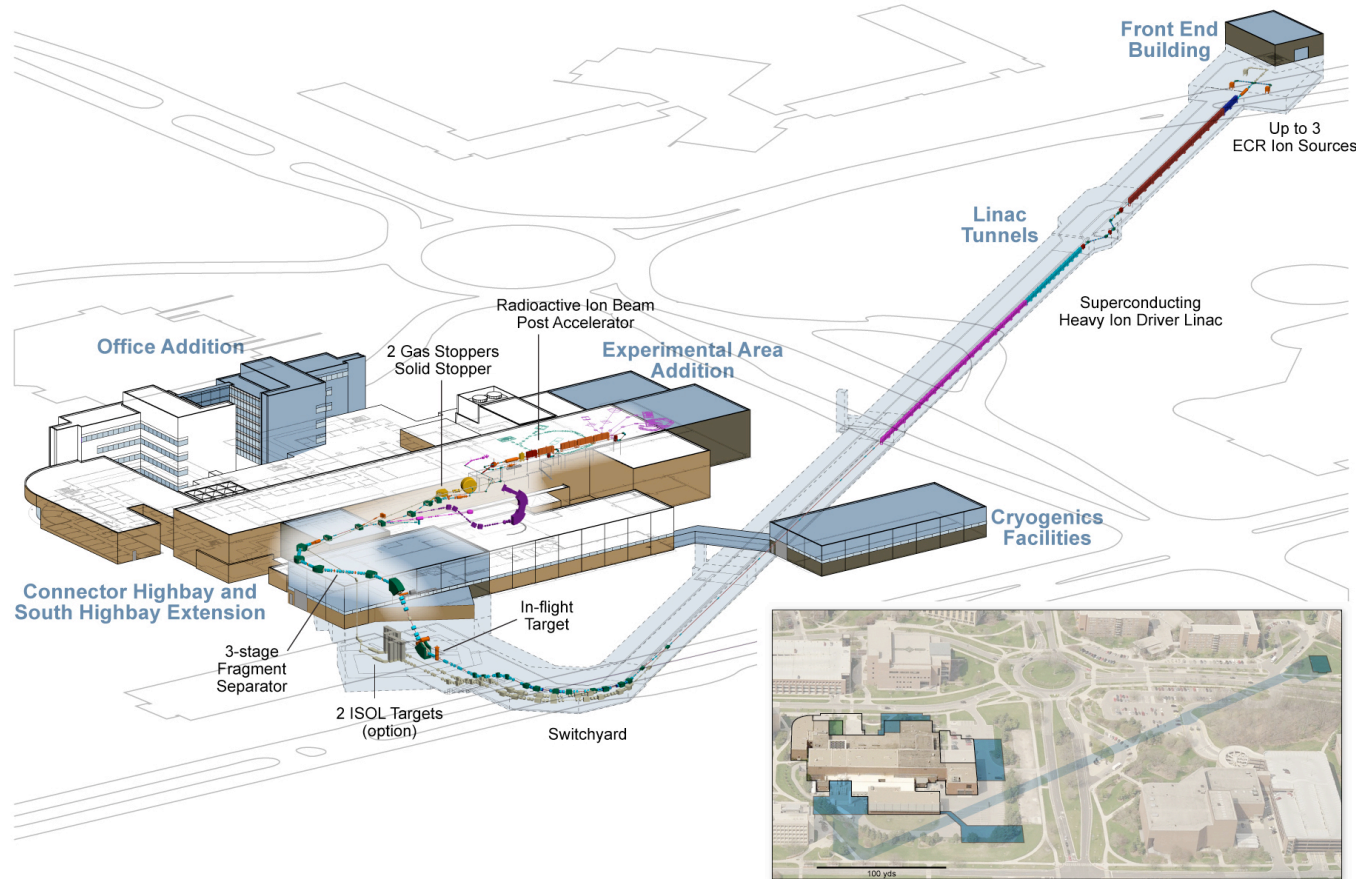 Front End
Building
Up to 3
ECR Ion Sources
Linac
Tunnels
Superconducting
Heavy Ion Driver Linac
Radioactive Ion Beam
Post Accelerator
Office Addition
2 Gas Stoppers
Solid Stopper
Experimental Area
Addition
Cryogenics
Facilities
Connector Highbay and
South Highbay Extension
In-flight
Target
3-stage
Fragment
Separator
2 ISOL Targets
(option)
Switchyard
100 yds